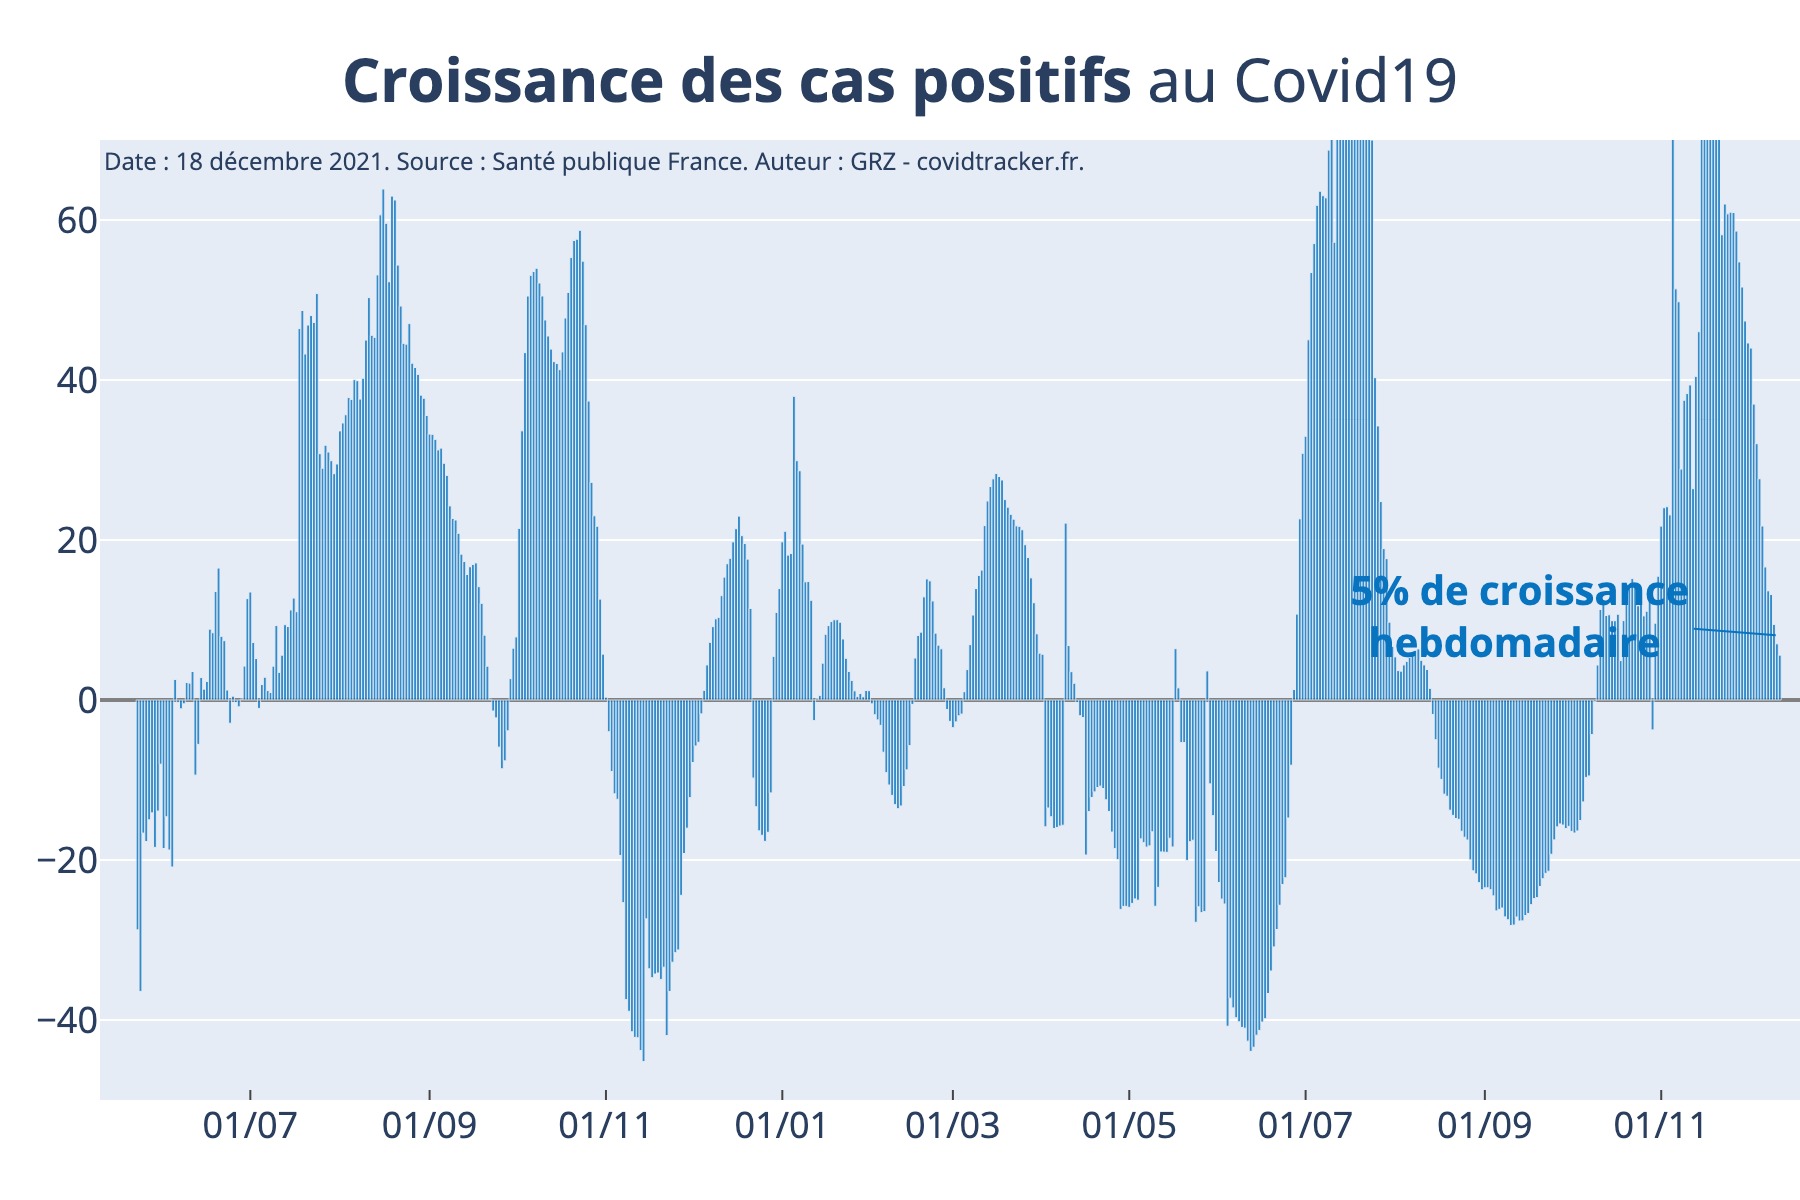 Croissance des cas positifs au Covid19
Date : 18 décembre 2021. Source : Santé publique France. Auteur : GRZ - covidtracker.fr.
60
40
20
0
−20
−40
5% de croissance
hebdomadaire
01/07 01/09 01/11 01/01 01/03 01/05 01/07 01/09 01/11